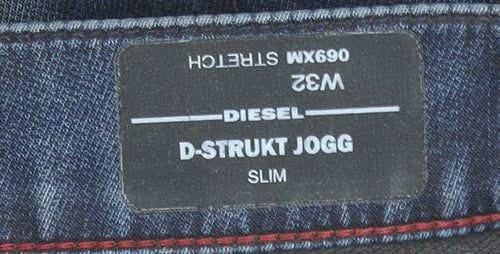 DIESEL
D-STRUKT JOGG
SLIM
W32
069XM STRETCH